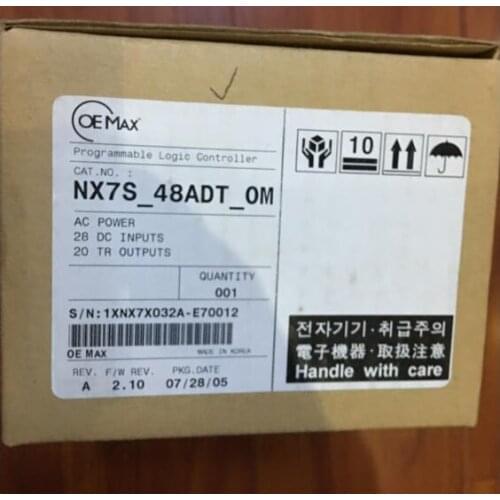 OEMAX
Programmable Logic Controller
CAT.NO. :
NX7S_48ADT_OM
AC POWER
28 DC INPUTS
20 TR OUTPUTS
QUANTITY
001
S/N:1XNX7X032A-E70012
OE MAX MADE IN KOREA
REV. F/W REV. PKG.DATE
A 2.10 07/28/05
10
전자기기·취급주의
電子機器·取扱注意
Handle with care